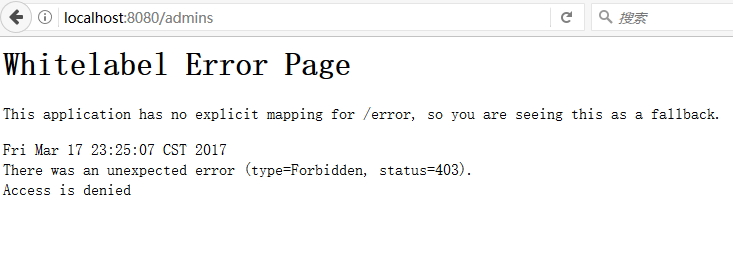 localhost:8080/admins
搜索
Whitelabel Error Page
This application has no explicit mapping for /error, so you are seeing this as a fallback.
Fri Mar 17 23:25:07 CST 2017
There was an unexpected error (type=Forbidden, status=403).
Access is denied